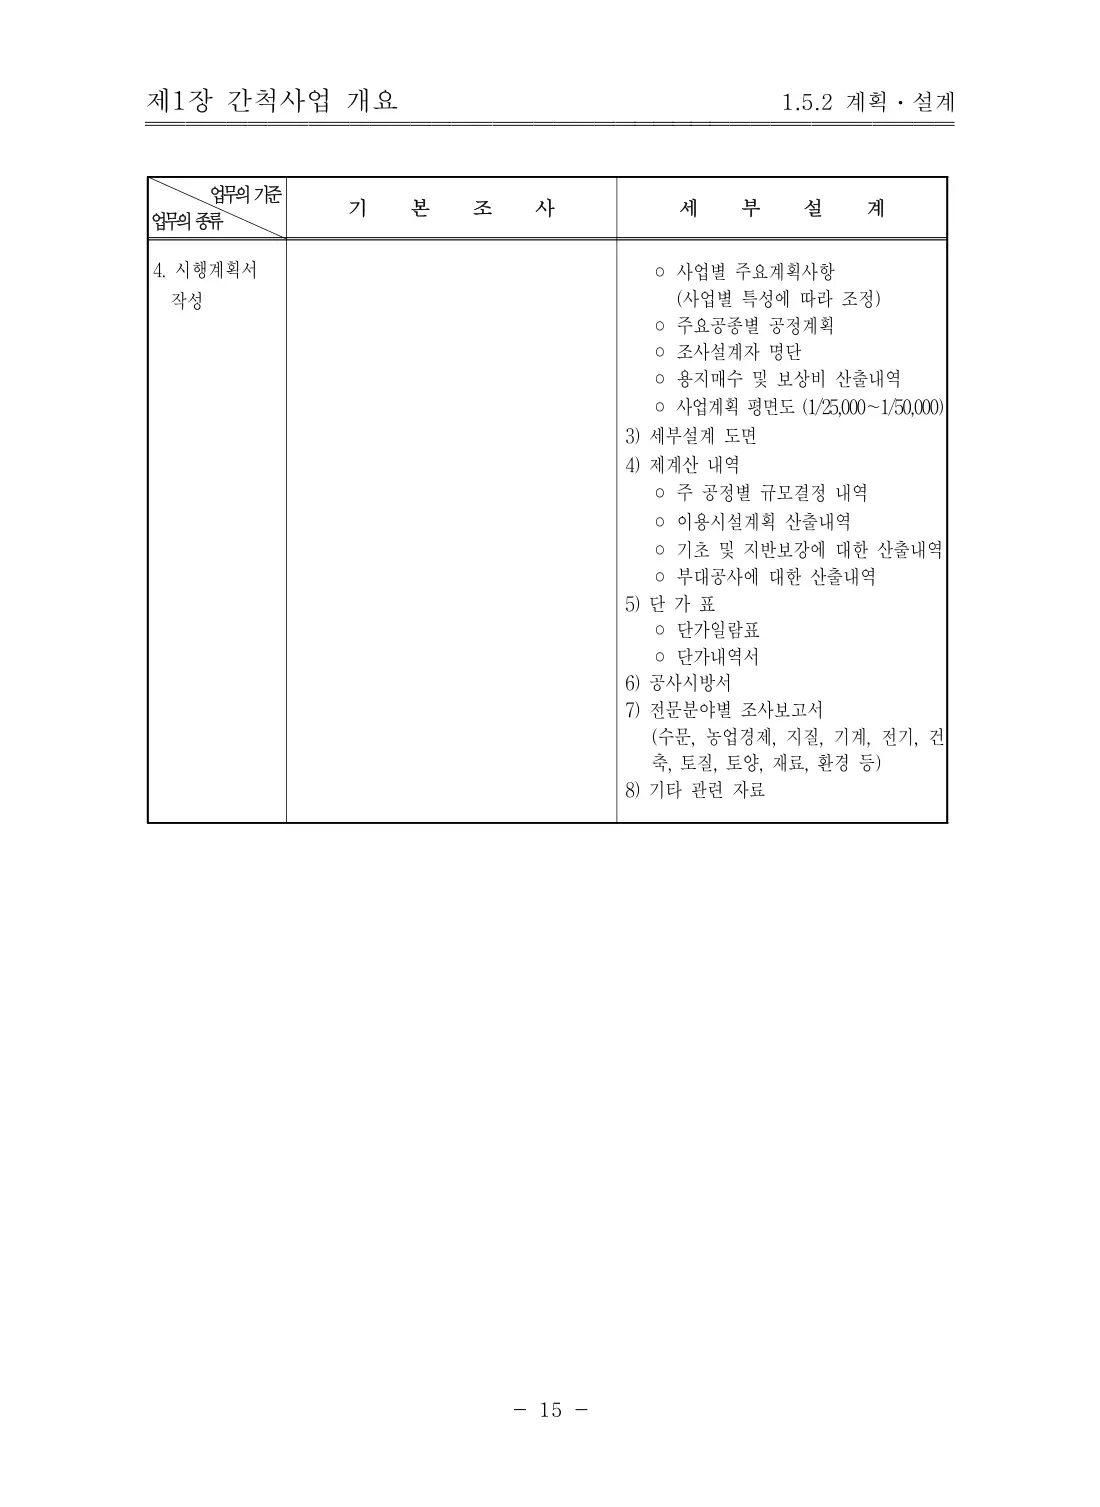 제1장 간척사업 개요 1.5.2 계획·설계
업무의 기준
업무의 종류
기 본 조 사
세 부 설 계
4. 시행계획서
작성
○ 사업별 주요계획사항
(사업별 특성에 따라 조정)
○ 주요공종별 공정계획
○ 조사설계자 명단
○ 용지매수 및 보상비 산출내역
○ 사업계획 평면도 (1/25,000~1/50,000)
3) 세부설계 도면
4) 제계산 내역
○ 주 공정별 규모결정 내역
○ 이용시설계획 산출내역
○ 기초 및 지반보강에 대한 산출내역
○ 부대공사에 대한 산출내역
5) 단 가 표
○ 단가일람표
○ 단가내역서
6) 공사시방서
7) 전문분야별 조사보고서
(수문, 농업경제, 지질, 기계, 전기, 건
축, 토질, 토양, 재료, 환경 등)
8) 기타 관련 자료
- 15 -